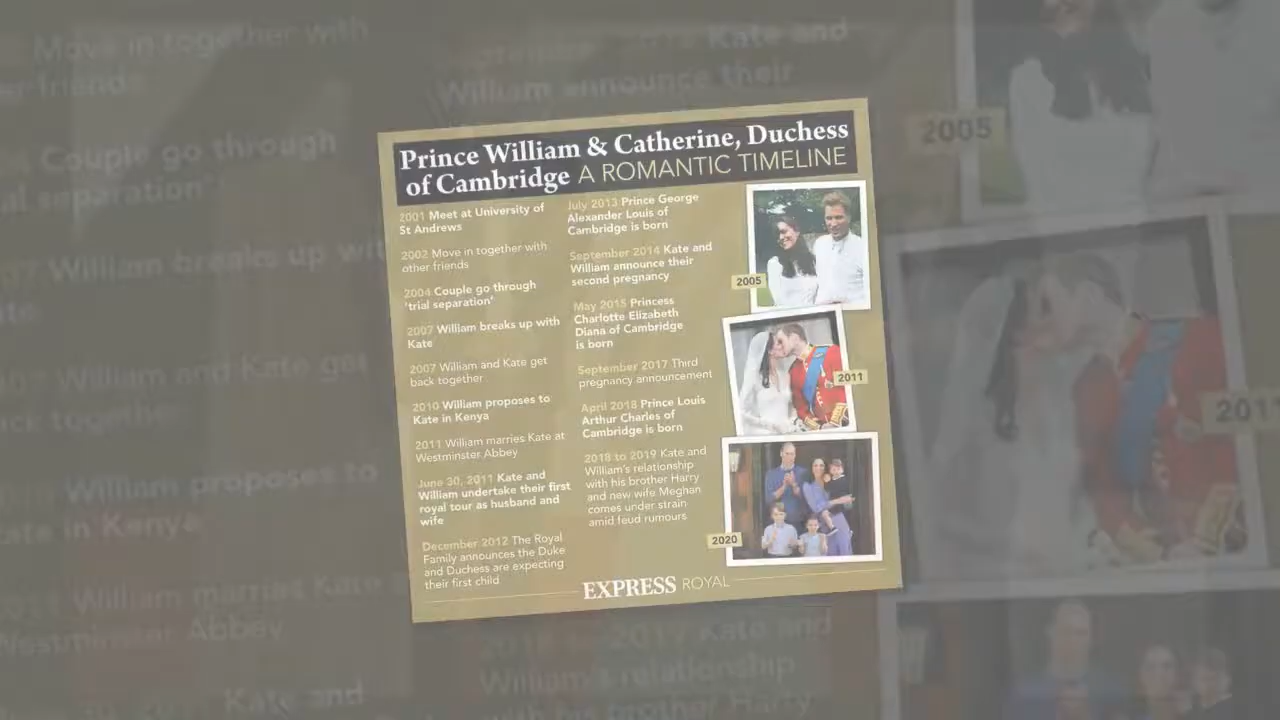 Prince William & Catherine, Duchess
of Cambridge A ROMANTIC TIMELINE
2001 Meet at University of
St Andrews
2002 Move in together with
other friends
2004 Couple go through
'trial separation'
2007 William breaks up with
Kate
2007 William and Kate get
back together
2010 William proposes to
Kate in Kenya
2011 William marries Kate at
Westminster Abbey
June 30, 2011 Kate and
William undertake their first
royal tour as husband and
wife
December 2012 The Royal
Family announces the Duke
and Duchess are expecting
their first child
July 2013 Prince George
Alexander Louis of
Cambridge is born
September 2014 Kate and
William announce their
second pregnancy
May 2015 Princess
Charlotte Elizabeth
Diana of Cambridge
is born
September 2017 Third
pregnancy announcement
April 2018 Prince Louis
Arthur Charles of
Cambridge is born
2018 to 2019 Kate and
William's relationship
with his brother Harry
and new wife Meghan
comes under strain
amid feud rumours
2005
2011
2020
EXPRESS ROYAL